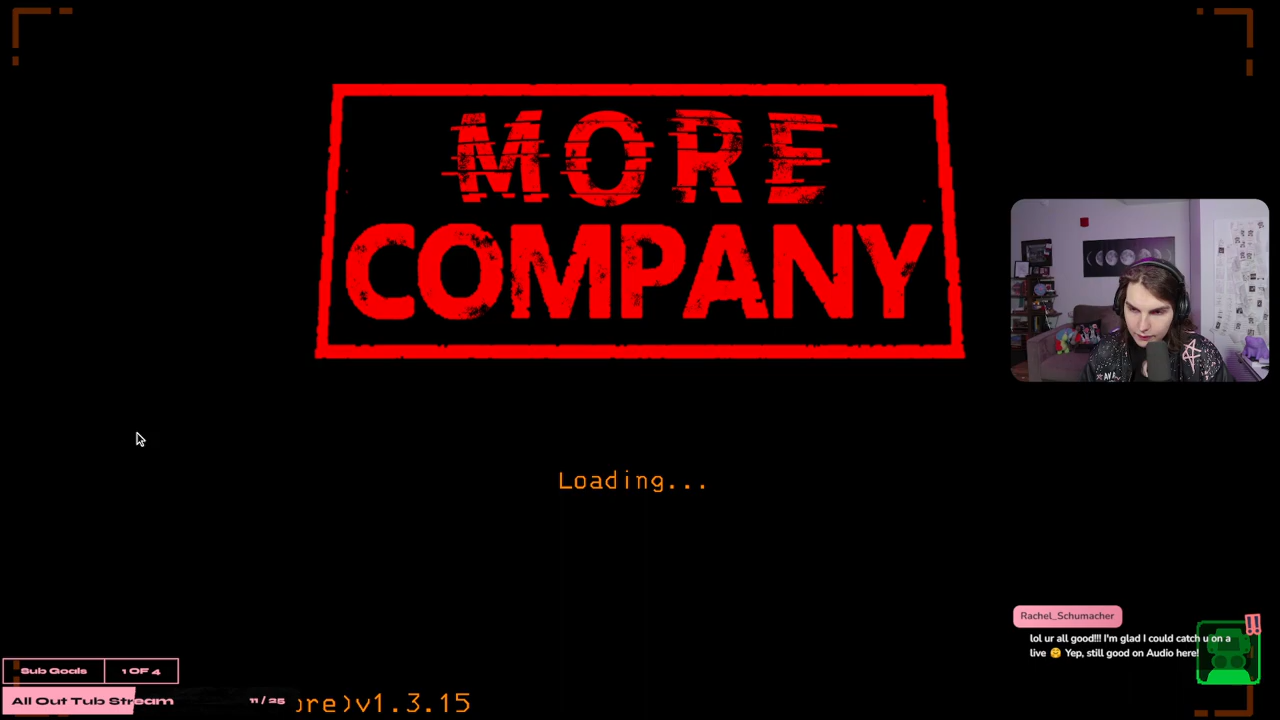 MORE
COMPANY
Loading...
Rachel_Schumacher
lol ur all good!!! I'm glad I could catch u on a
live 🤗 Yep, still good on Audio here!
!!
Sub Goals 1 OF 4
All Out Tub Stream 11/25
ore)v1.3.15